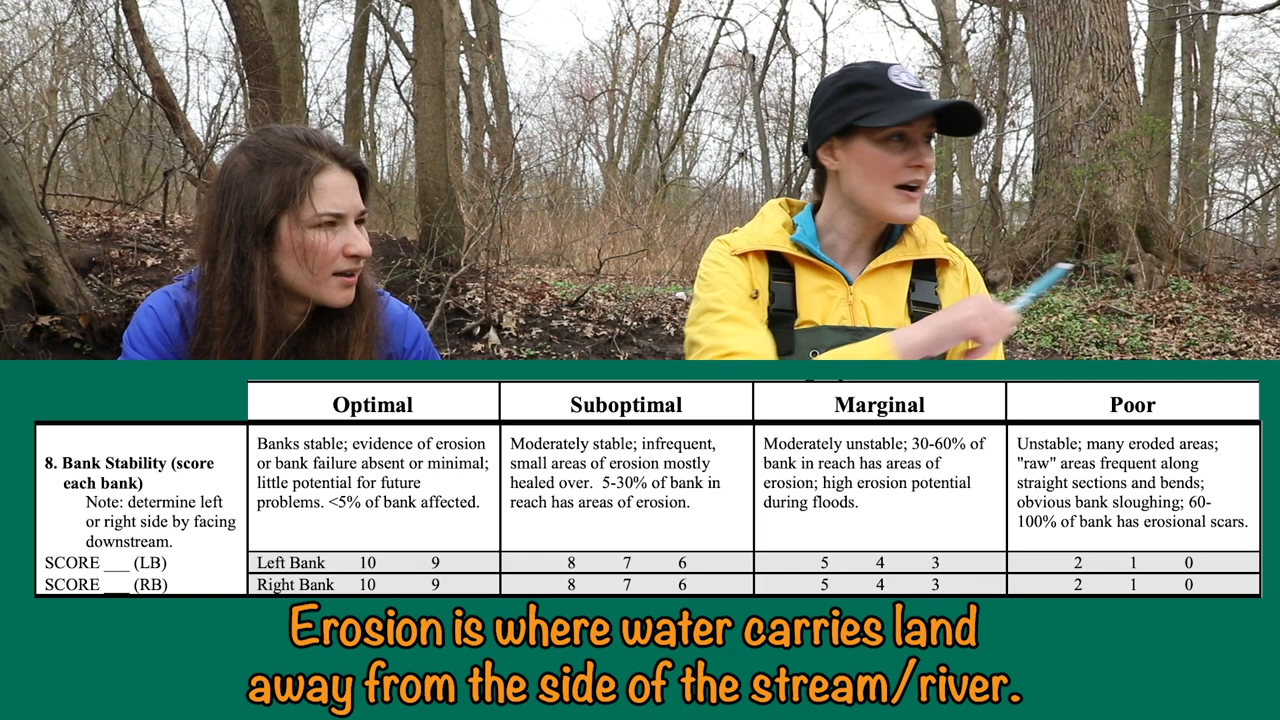 Optimal Suboptimal Marginal Poor
8. Bank Stability (score
each bank)
Note: determine left
or right side by facing
downstream.
Banks stable; evidence of erosion
or bank failure absent or minimal;
little potential for future
problems. <5% of bank affected.
Moderately stable; infrequent,
small areas of erosion mostly
healed over. 5-30% of bank in
reach has areas of erosion.
Moderately unstable; 30-60% of
bank in reach has areas of
erosion; high erosion potential
during floods.
Unstable; many eroded areas;
"raw" areas frequent along
straight sections and bends;
obvious bank sloughing; 60-
100% of bank has erosional scars.
SCORE ___ (LB) Left Bank 10 9 8 7 6 5 4 3 2 1 0
SCORE ___ (RB) Right Bank 10 9 8 7 6 5 4 3 2 1 0
Erosion is where water carries land
away from the side of the stream/river.